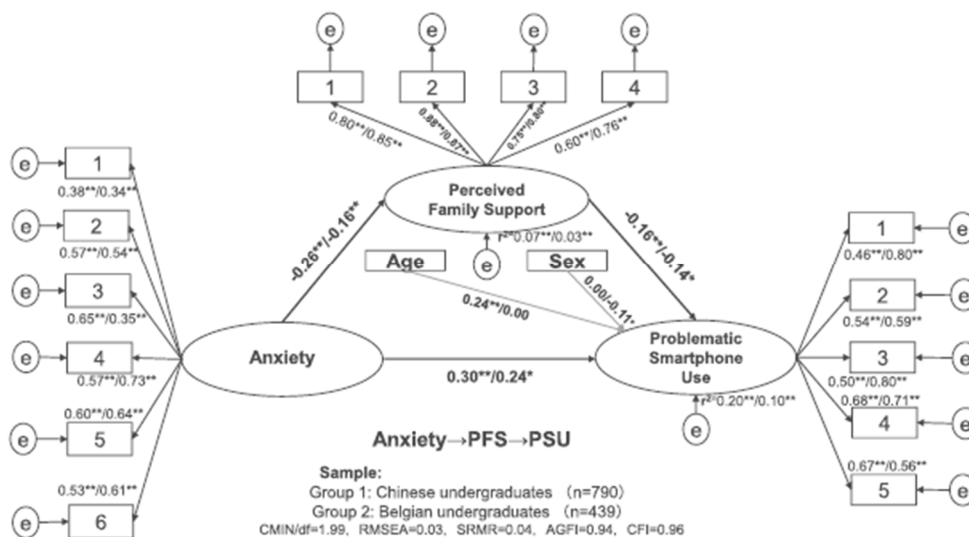 e e e e
1 2 3 4
0.80**/0.85** 0.88**/0.87** 0.75**/0.80** 0.60**/0.76**
Perceived
Family Support
r²=0.07**/0.03**
e
-0.26**/-0.16**
-0.16**/-0.14*
Age
Sex
0.24**/0.00
0.00/-0.11*
e 1
0.38**/0.34**
e 2
0.57**/0.54**
e 3
0.65**/0.35**
e 4
0.57**/0.73**
e 5
0.60**/0.64**
e 6
0.53**/0.61**
Anxiety
0.30**/0.24*
Problematic
Smartphone
Use
r²=0.20**/0.10**
e
1 e
0.46**/0.80**
2 e
0.54**/0.59**
3 e
0.50**/0.80**
4 e
0.68**/0.71**
5 e
0.67**/0.56**
Anxiety→PFS→PSU
Sample:
Group 1: Chinese undergraduates （n=790）
Group 2: Belgian undergraduates （n=439）
CMIN/df=1.99, RMSEA=0.03, SRMR=0.04, AGFI=0.94, CFI=0.96